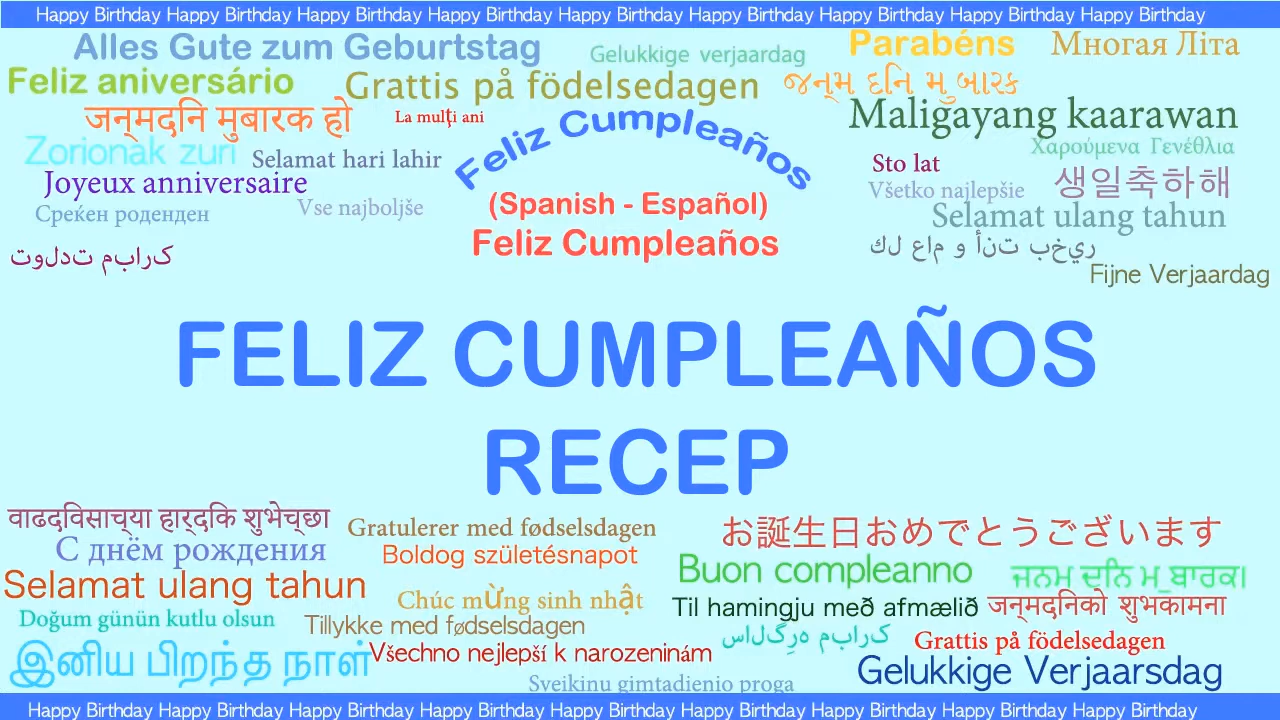 Happy Birthday Happy Birthday Happy Birthday Happy Birthday Happy Birthday Happy Birthday Happy Birthday Happy Birthday Happy Birthday
Alles Gute zum Geburtstag
Gelukkige verjaardag
Parabéns
Многая Літа
Feliz aniversário
Grattis på födelsedagen
જન્મ દિન મુબારક
जन्मदिन मुबारक हो
La mulţi ani
Feliz Cumpleaños
Maligayang kaarawan
Zorionak zuri
Selamat hari lahir
Sto lat
Χαρούμενα Γενέθλια
Joyeux anniversaire
(Spanish - Español)
Všetko najlepšie
생일축하해
Среќен роденден
Vse najboljše
Feliz Cumpleaños
Selamat ulang tahun
تولدت مبارک
كل عام و أنت بخير
Fijne Verjaardag
FELIZ CUMPLEAÑOS
RECEP
वाढदिवसाच्या हार्दिक शुभेच्छा
Gratulerer med fødselsdagen
お誕生日おめでとうございます
С днём рождения
Boldog születésnapot
Buon compleanno
ਜਨਮ ਦਿਨ ਮੁਬਾਰਕ।
Selamat ulang tahun
Chúc mừng sinh nhật
Til hamingju með afmælið
जन्मदिनको शुभकामना
Doğum günün kutlu olsun
Tillykke med fødselsdagen
سالگرِہ مبارک
Grattis på födelsedagen
இனிய பிறந்த நாள்
Všechno nejlepší k narozeninám
Gelukkige Verjaarsdag
Sveikinu gimtadienio proga
Happy Birthday Happy Birthday Happy Birthday Happy Birthday Happy Birthday Happy Birthday Happy Birthday Happy Birthday Happy Birthday